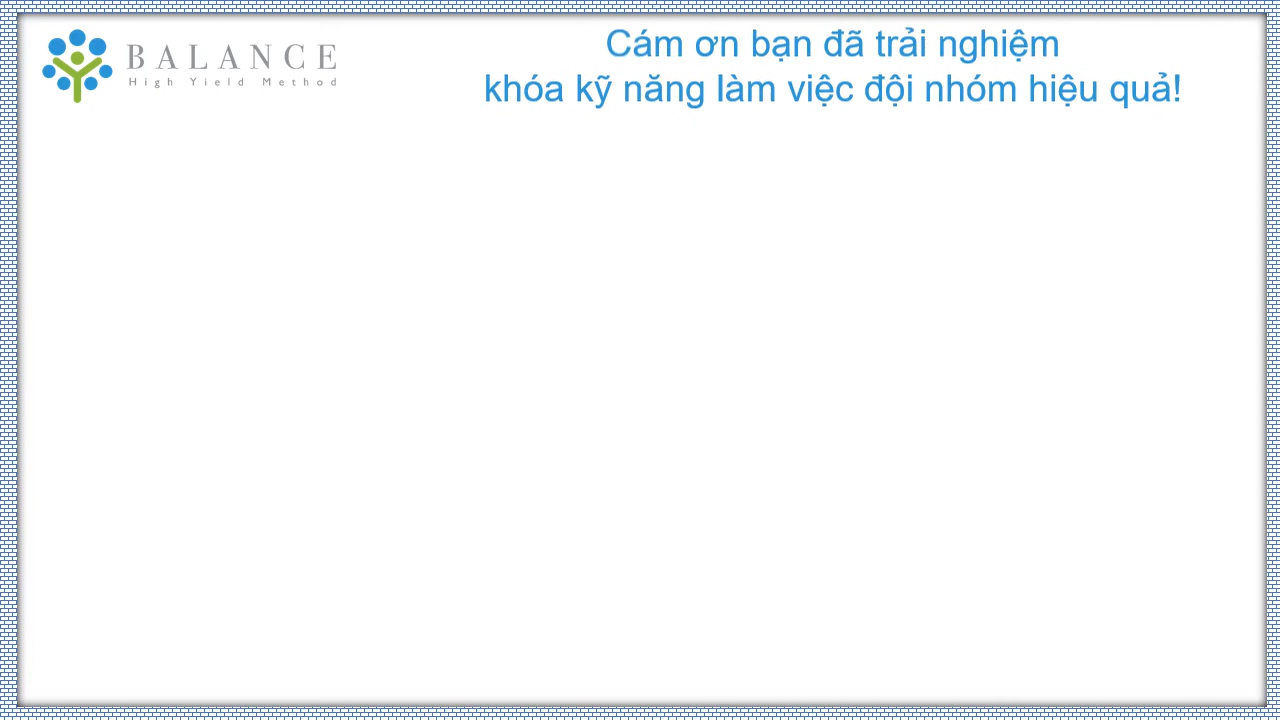 BALANCE
High Yield Method
Cám ơn bạn đã trải nghiệm
khóa kỹ năng làm việc đội nhóm hiệu quả!